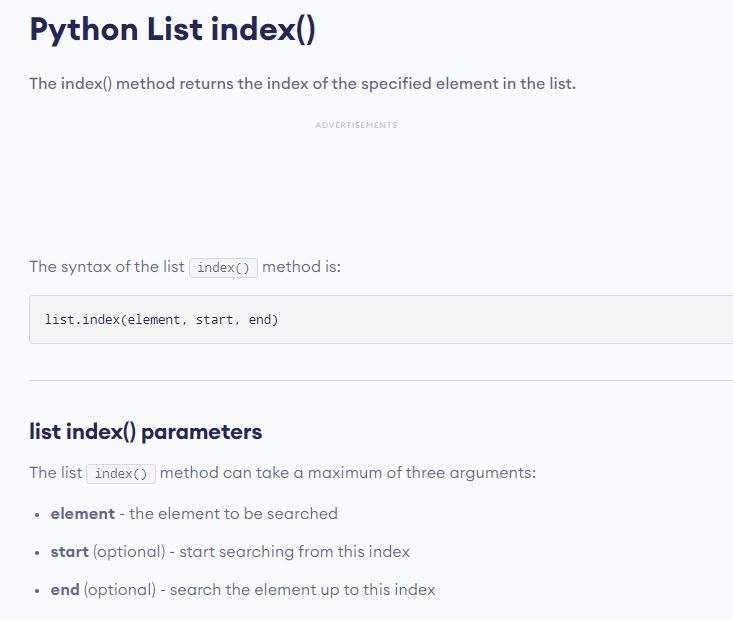 Python List index()
The index() method returns the index of the specified element in the list.
ADVERTISEMENTS
The syntax of the list index() method is:
list.index(element, start, end)
list index() parameters
The list index() method can take a maximum of three arguments:
• element - the element to be searched
• start (optional) - start searching from this index
• end (optional) - search the element up to this index